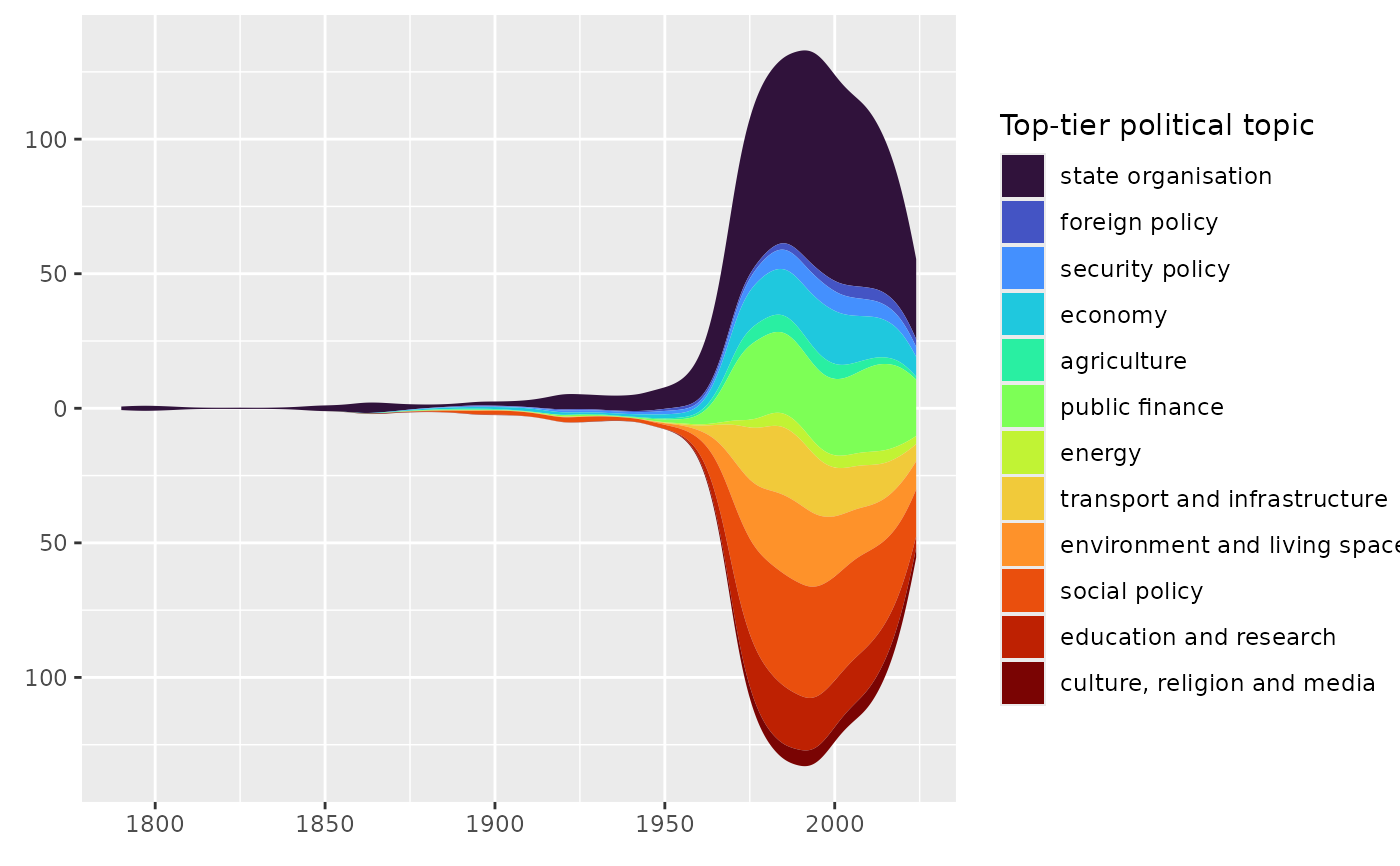 100
50
0
50
100
1800 1850 1900 1950 2000
Top-tier political topic
state organisation
foreign policy
security policy
economy
agriculture
public finance
energy
transport and infrastructure
environment and living space
social policy
education and research
culture, religion and media